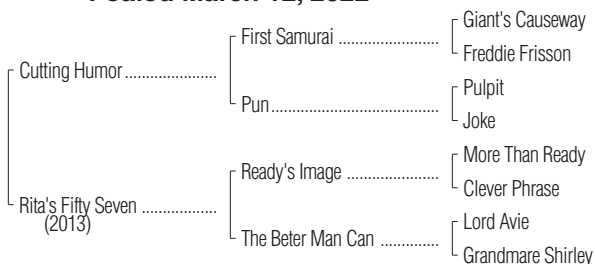 Foaled March 12, 2022
Giant's Causeway
First Samurai
Freddie Frisson
Cutting Humor
Pulpit
Pun
Joke
More Than Ready
Ready's Image
Clever Phrase
Rita's Fifty Seven
(2013)
Lord Avie
The Beter Man Can
Grandmare Shirley